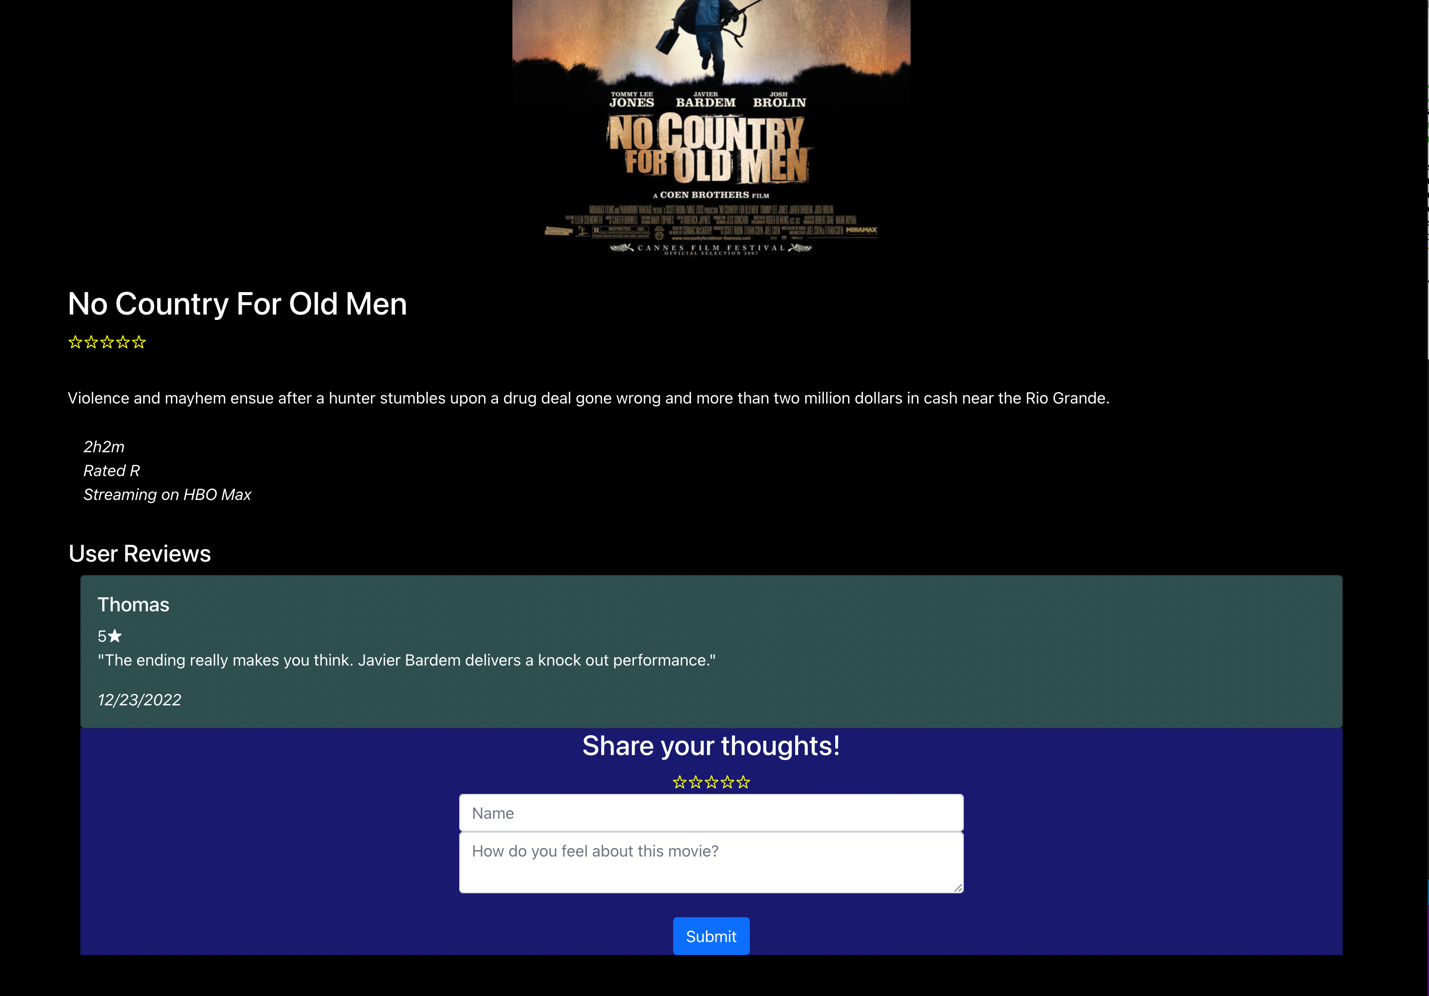 TOMMY LEE JONES JAVIER BARDEM JOSH BROLIN
NO COUNTRY
FOR OLD MEN
A COEN BROTHERS FILM
MIRAMAX
CANNES FILM FESTIVAL
OFFICIAL SELECTION 2007
No Country For Old Men
Violence and mayhem ensue after a hunter stumbles upon a drug deal gone wrong and more than two million dollars in cash near the Rio Grande.
2h2m
Rated R
Streaming on HBO Max
User Reviews
Thomas
5★
"The ending really makes you think. Javier Bardem delivers a knock out performance."
12/23/2022
Share your thoughts!
Name
How do you feel about this movie?
Submit